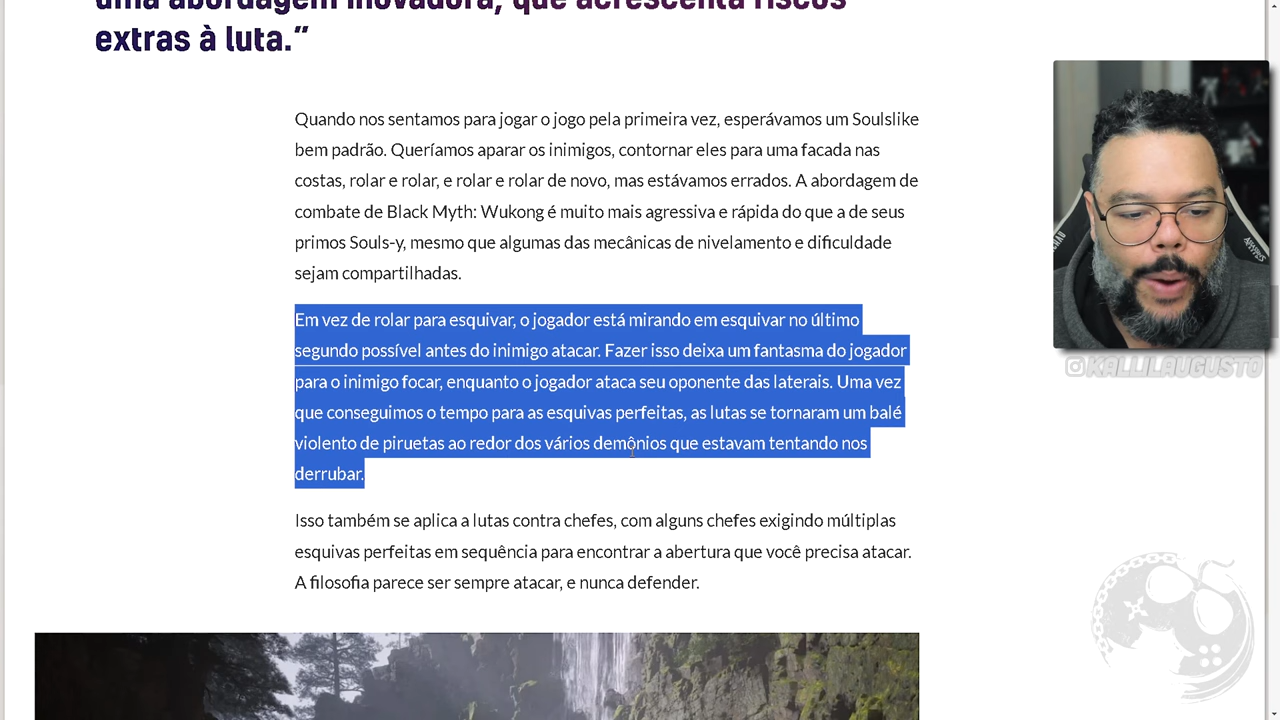 uma abordagem inovadora, que acrescenta riscos
extras à luta.”
Quando nos sentamos para jogar o jogo pela primeira vez, esperávamos um Soulslike
bem padrão. Queríamos aparar os inimigos, contornar eles para uma facada nas
costas, rolar e rolar, e rolar e rolar de novo, mas estávamos errados. A abordagem de
combate de Black Myth: Wukong é muito mais agressiva e rápida do que a de seus
primos Souls-y, mesmo que algumas das mecânicas de nivelamento e dificuldade
sejam compartilhadas.
Em vez de rolar para esquivar, o jogador está mirando em esquivar no último
segundo possível antes do inimigo atacar. Fazer isso deixa um fantasma do jogador
para o inimigo focar, enquanto o jogador ataca seu oponente das laterais. Uma vez
que conseguimos o tempo para as esquivas perfeitas, as lutas se tornaram um balé
violento de piruetas ao redor dos vários demônios que estavam tentando nos
derrubar.
Isso também se aplica a lutas contra chefes, com alguns chefes exigindo múltiplas
esquivas perfeitas em sequência para encontrar a abertura que você precisa atacar.
A filosofia parece ser sempre atacar, e nunca defender.
@KALLILAUGUSTO